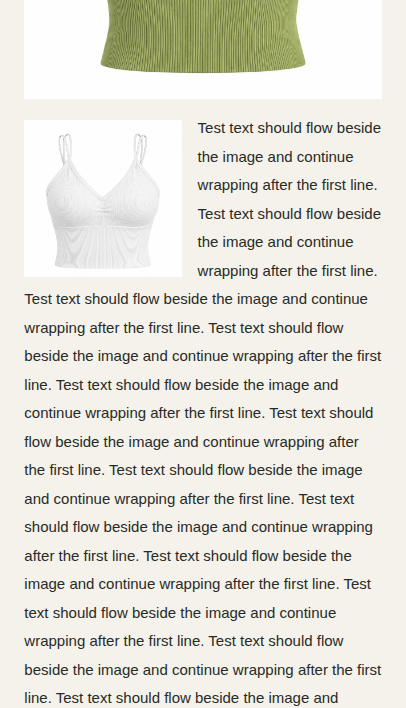 Test text should flow beside
the image and continue
wrapping after the first line.
Test text should flow beside
the image and continue
wrapping after the first line.
Test text should flow beside the image and continue
wrapping after the first line. Test text should flow
beside the image and continue wrapping after the first
line. Test text should flow beside the image and
continue wrapping after the first line. Test text should
flow beside the image and continue wrapping after
the first line. Test text should flow beside the image
and continue wrapping after the first line. Test text
should flow beside the image and continue wrapping
after the first line. Test text should flow beside the
image and continue wrapping after the first line. Test
text should flow beside the image and continue
wrapping after the first line. Test text should flow
beside the image and continue wrapping after the first
line. Test text should flow beside the image and